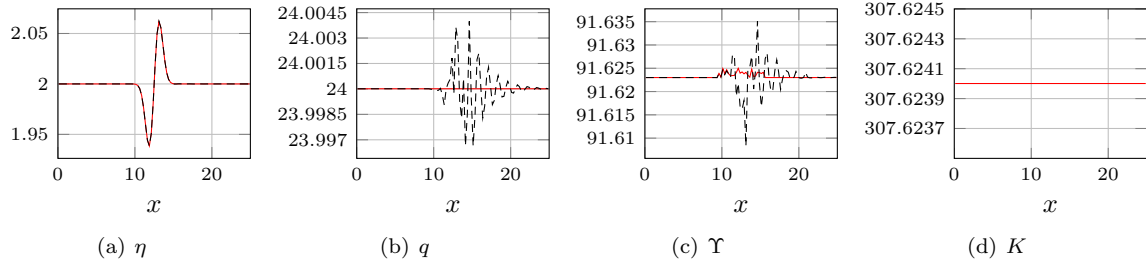 2.05
2
1.95
0 10 20
x
(a) η
24.0045
24.003
24.0015
24
23.9985
23.997
0 10 20
x
(b) q
91.635
91.63
91.625
91.62
91.615
91.61
0 10 20
x
(c) Υ
307.6245
307.6243
307.6241
307.6239
307.6237
0 10 20
x
(d) K